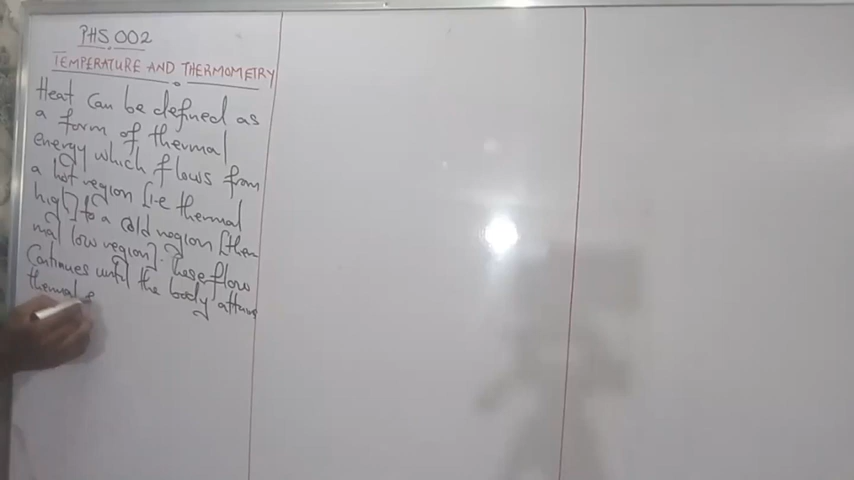 PHS 002
TEMPERATURE AND THERMOMETRY
Heat can be defined as
a form of thermal
energy which flows from
a hot region [i.e thermal
high] to a cold region [ther
mal low region]. These flow
Continues until the body attains
thermal e